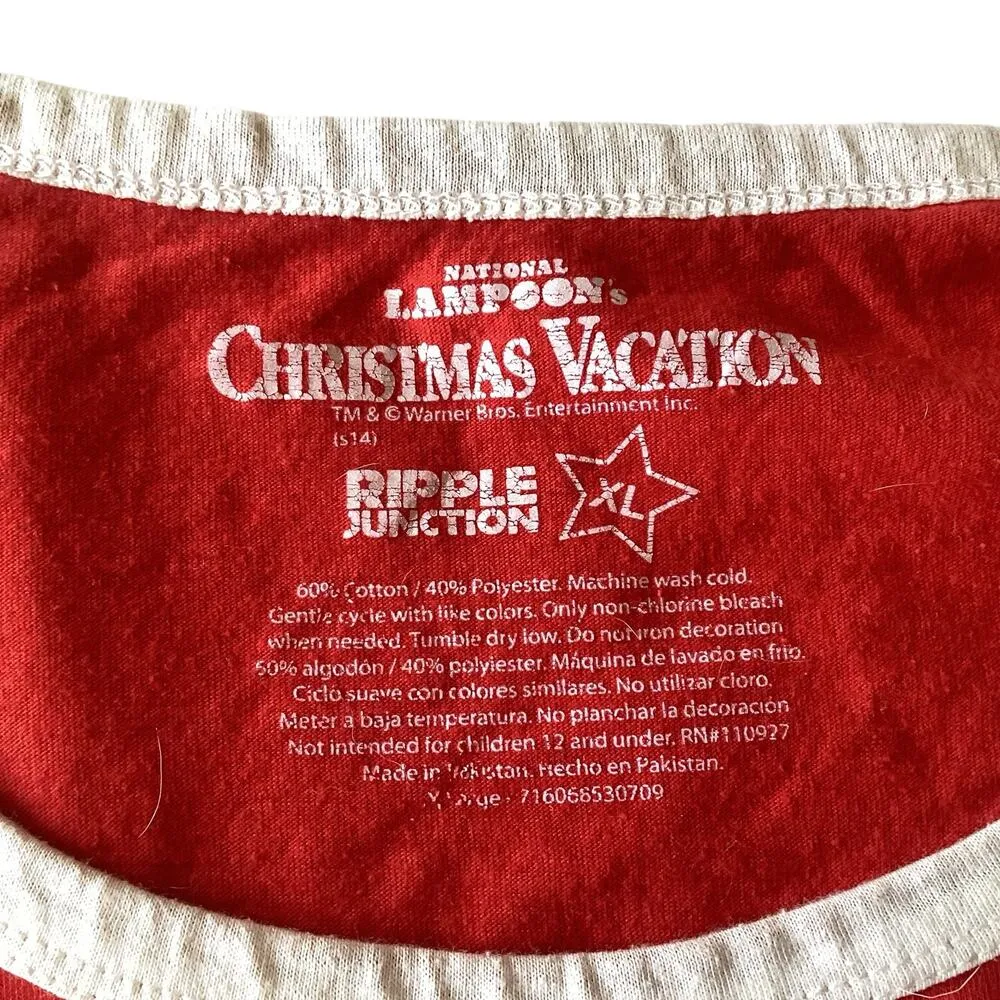 NATIONAL
LAMPOON's
CHRISTMAS VACATION
TM & © Warner Bros. Entertainment Inc.
(s14)
RIPPLE
JUNCTION
XL
60% Cotton / 40% Polyester. Machine wash cold.
Gentle cycle with like colors. Only non-chlorine bleach
when needed. Tumble dry low. Do not iron decoration
60% algodón / 40% polyiester. Máquina de lavado en frio.
Ciclo suave con colores similares. No utilizar cloro.
Meter a baja temperatura. No planchar la decoración
Not intended for children 12 and under. RN#110927
Made in Pakistan. Hecho en Pakistan.
X Large - 716068530709